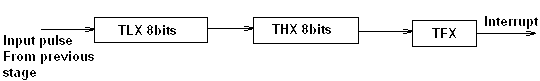 Input pulse
From previous
stage
TLX 8bits
THX 8bits
TFX
Interrupt